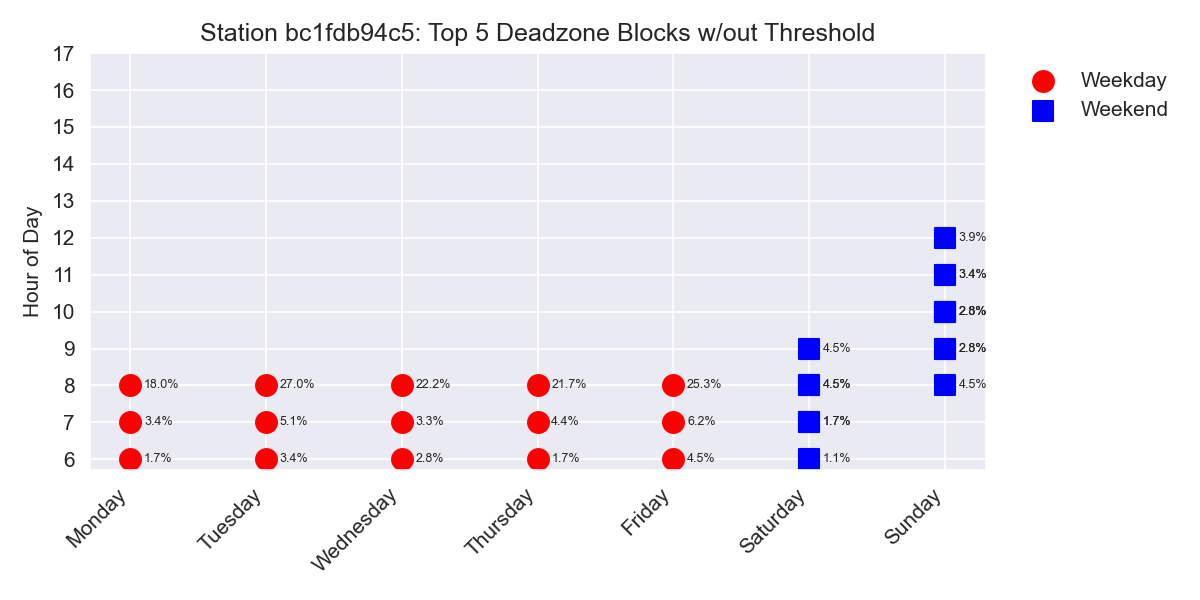 Station bc1fdb94c5: Top 5 Deadzone Blocks w/out Threshold
Weekday
Weekend
Hour of Day
17
16
15
14
13
12 3.9%
11 3.4%
10 2.8%
9 4.5% 2.8%
8 18.0% 27.0% 22.2% 21.7% 25.3% 4.5% 4.5%
7 3.4% 5.1% 3.3% 4.4% 6.2% 1.7%
6 1.7% 3.4% 2.8% 1.7% 4.5% 1.1%
Monday Tuesday Wednesday Thursday Friday Saturday Sunday